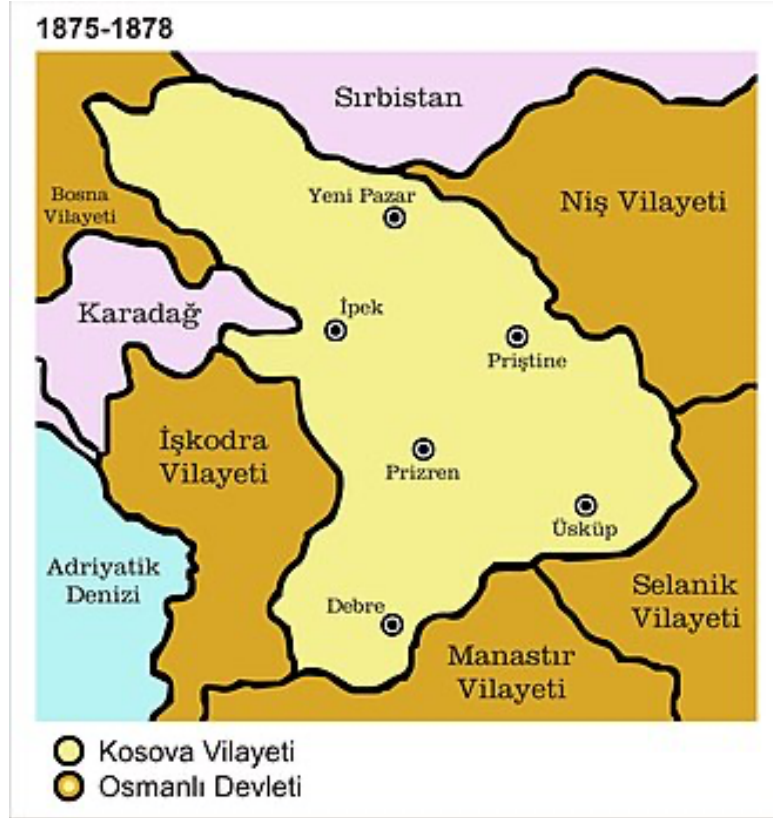 1875-1878
Sırbistan
Yeni Pazar
Bosna
Vilayeti
Niş Vilayeti
Karadağ
İpek
Priştine
İşkodra
Vilayeti
Prizren
Üsküp
Adriyatik
Denizi
Debre
Selanik
Vilayeti
Manastır
Vilayeti
Kosova Vilayeti
Osmanlı Devleti